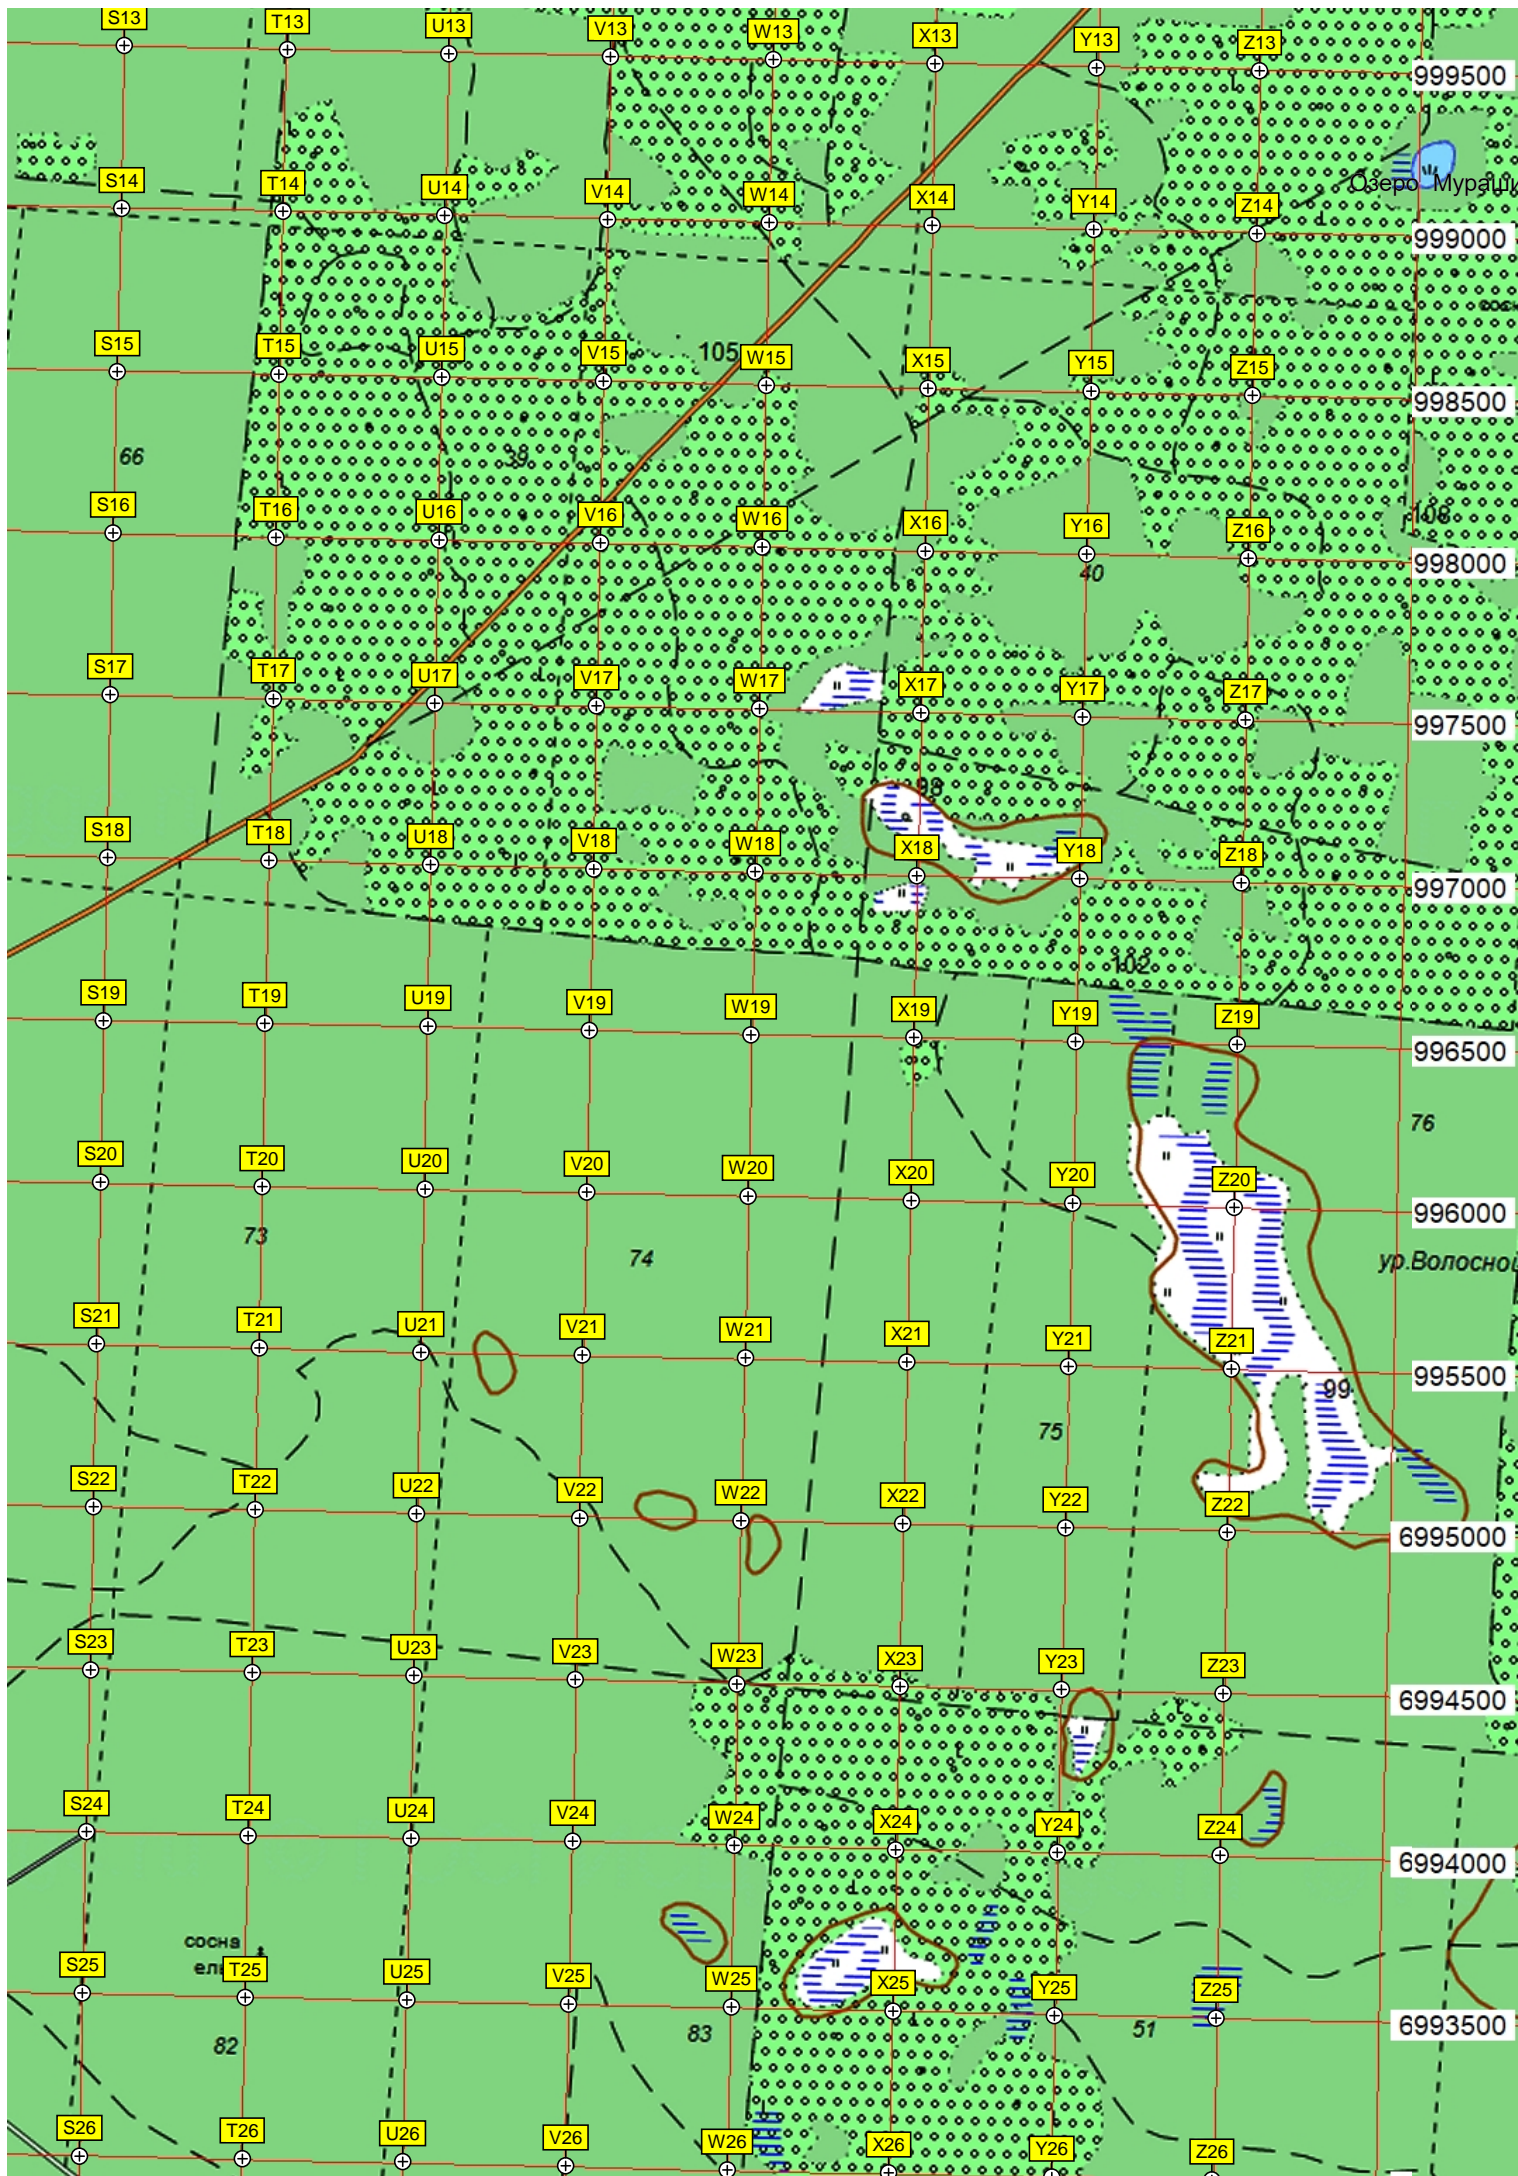 S13 T13 U13 V13 W13 X13 Y13 Z13
999500
S14 T14 U14 V14 W14 X14 Y14 Z14
Озеро Мураш
999000
S15 T15 U15 V15 W15 X15 Y15 Z15
105
998500
66 39
S16 T16 U16 V16 W16 X16 Y16 Z16
108
998000
40
S17 T17 U17 V17 W17 X17 Y17 Z17
997500
98
S18 T18 U18 V18 W18 X18 Y18 Z18
997000
102
S19 T19 U19 V19 W19 X19 Y19 Z19
996500
76
S20 T20 U20 V20 W20 X20 Y20 Z20
996000
73 74
ур.Волосно
S21 T21 U21 V21 W21 X21 Y21 Z21
995500
99
75
S22 T22 U22 V22 W22 X22 Y22 Z22
6995000
S23 T23 U23 V23 W23 X23 Y23 Z23
6994500
S24 T24 U24 V24 W24 X24 Y24 Z24
6994000
сосна
ель
S25 T25 U25 V25 W25 X25 Y25 Z25
6993500
82 83 51
S26 T26 U26 V26 W26 X26 Y26 Z26